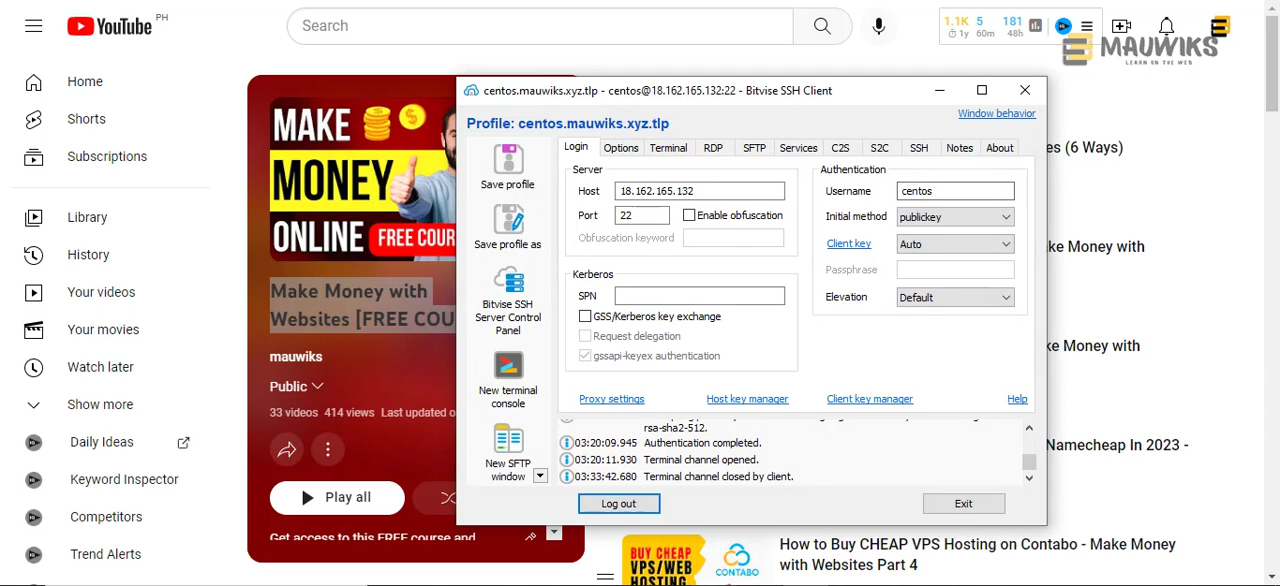 YouTube PH
Search
1.1K 5 181
1y 60m 48h
MAUWIKS
LEARN ON THE WEB
Home
Shorts
Subscriptions
Library
History
Your videos
Your movies
Watch later
Show more
Daily Ideas
Keyword Inspector
Competitors
Trend Alerts
MAKE
MONEY
ONLINE FREE COUR
Make Money with
Websites [FREE COU
mauwiks
Public
33 videos 414 views Last updated o
Play all
Get access to this FREE course and
centos.mauwiks.xyz.tlp - centos@18.162.165.132:22 - Bitvise SSH Client
Window behavior
Profile: centos.mauwiks.xyz.tlp
Save profile
Save profile as
Bitvise SSH
Server Control
Panel
New terminal
console
New SFTP
window
Login Options Terminal RDP SFTP Services C2S S2C SSH Notes About
Server
Host 18.162.165.132
Port 22 Enable obfuscation
Obfuscation keyword
Kerberos
SPN
GSS/Kerberos key exchange
Request delegation
gssapi-keyex authentication
Authentication
Username centos
Initial method publickey
Client key Auto
Passphrase
Elevation Default
Proxy settings Host key manager Client key manager Help
rsa-sha2-512.
03:20:09.945 Authentication completed.
03:20:11.930 Terminal channel opened.
03:33:42.680 Terminal channel closed by client.
Log out Exit
es (6 Ways)
ke Money with
ke Money with
Namecheap In 2023 -
BUY CHEAP
VPS/WEB
HOSTING
CONTABO
How to Buy CHEAP VPS Hosting on Contabo - Make Money
with Websites Part 4